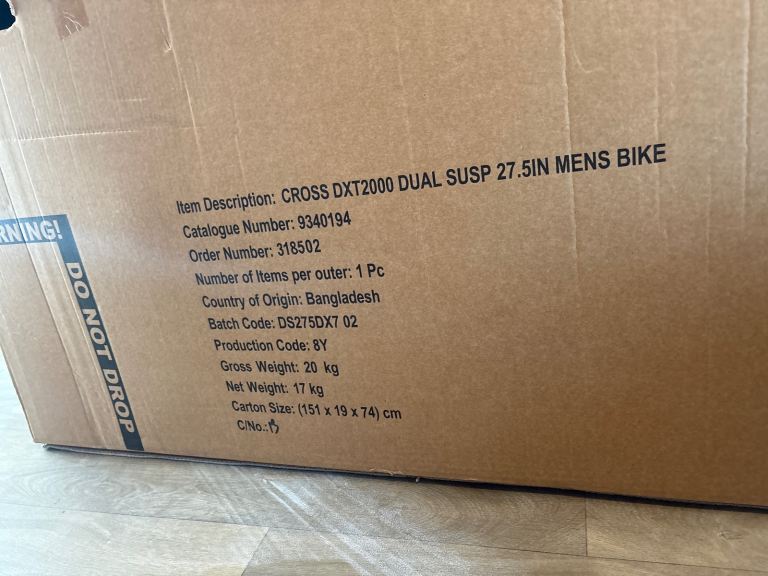 Item Description: CROSS DXT2000 DUAL SUSP 27.5IN MENS BIKE
Catalogue Number: 9340194
Order Number: 318502
Number of Items per outer: 1 Pc
Country of Origin: Bangladesh
Batch Code: DS275DX7 02
Production Code: 8Y
Gross Weight: 20 kg
Net Weight: 17 kg
Carton Size: (151 x 19 x 74) cm
C/No.:
RNING!
DO NOT DROP